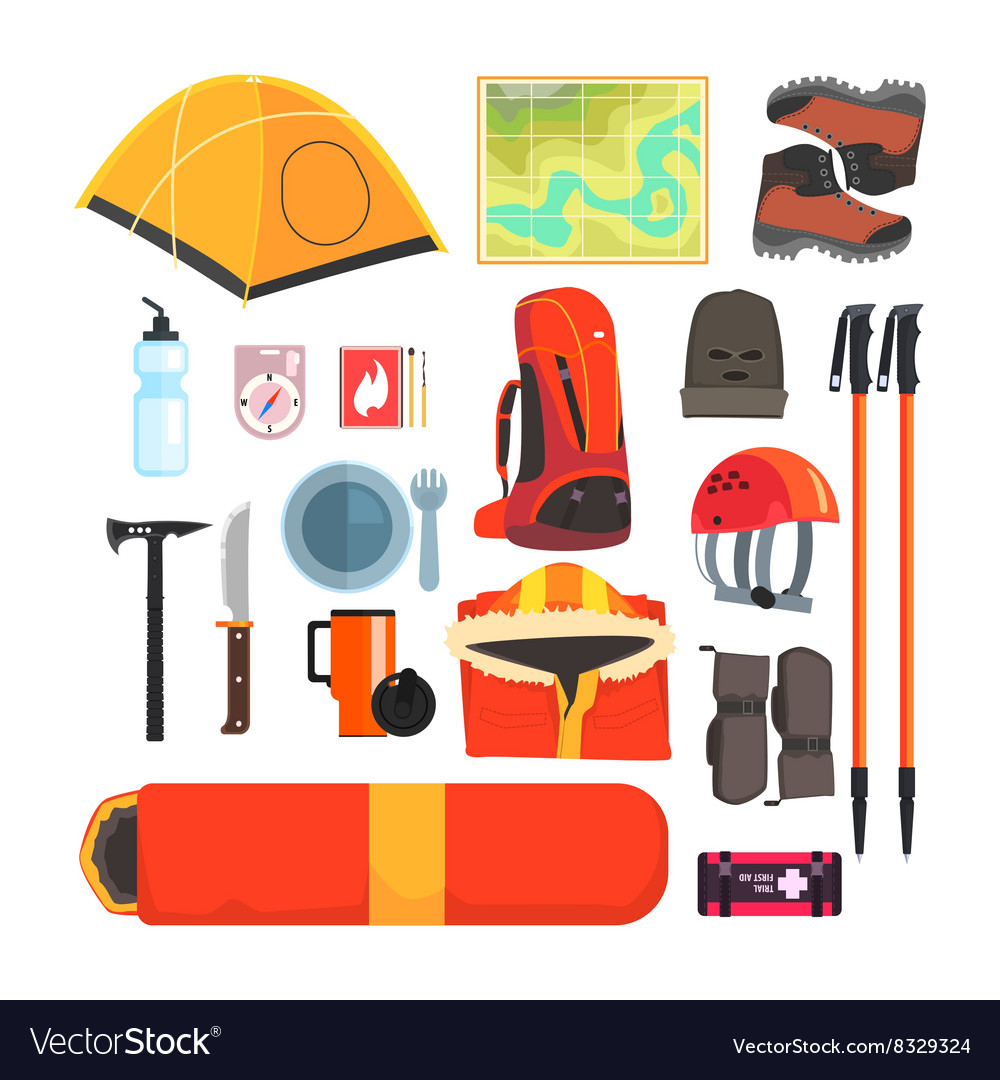 N
W E
S
TRIAL
FIRST AID
VectorStock®
VectorStock.com/8329324